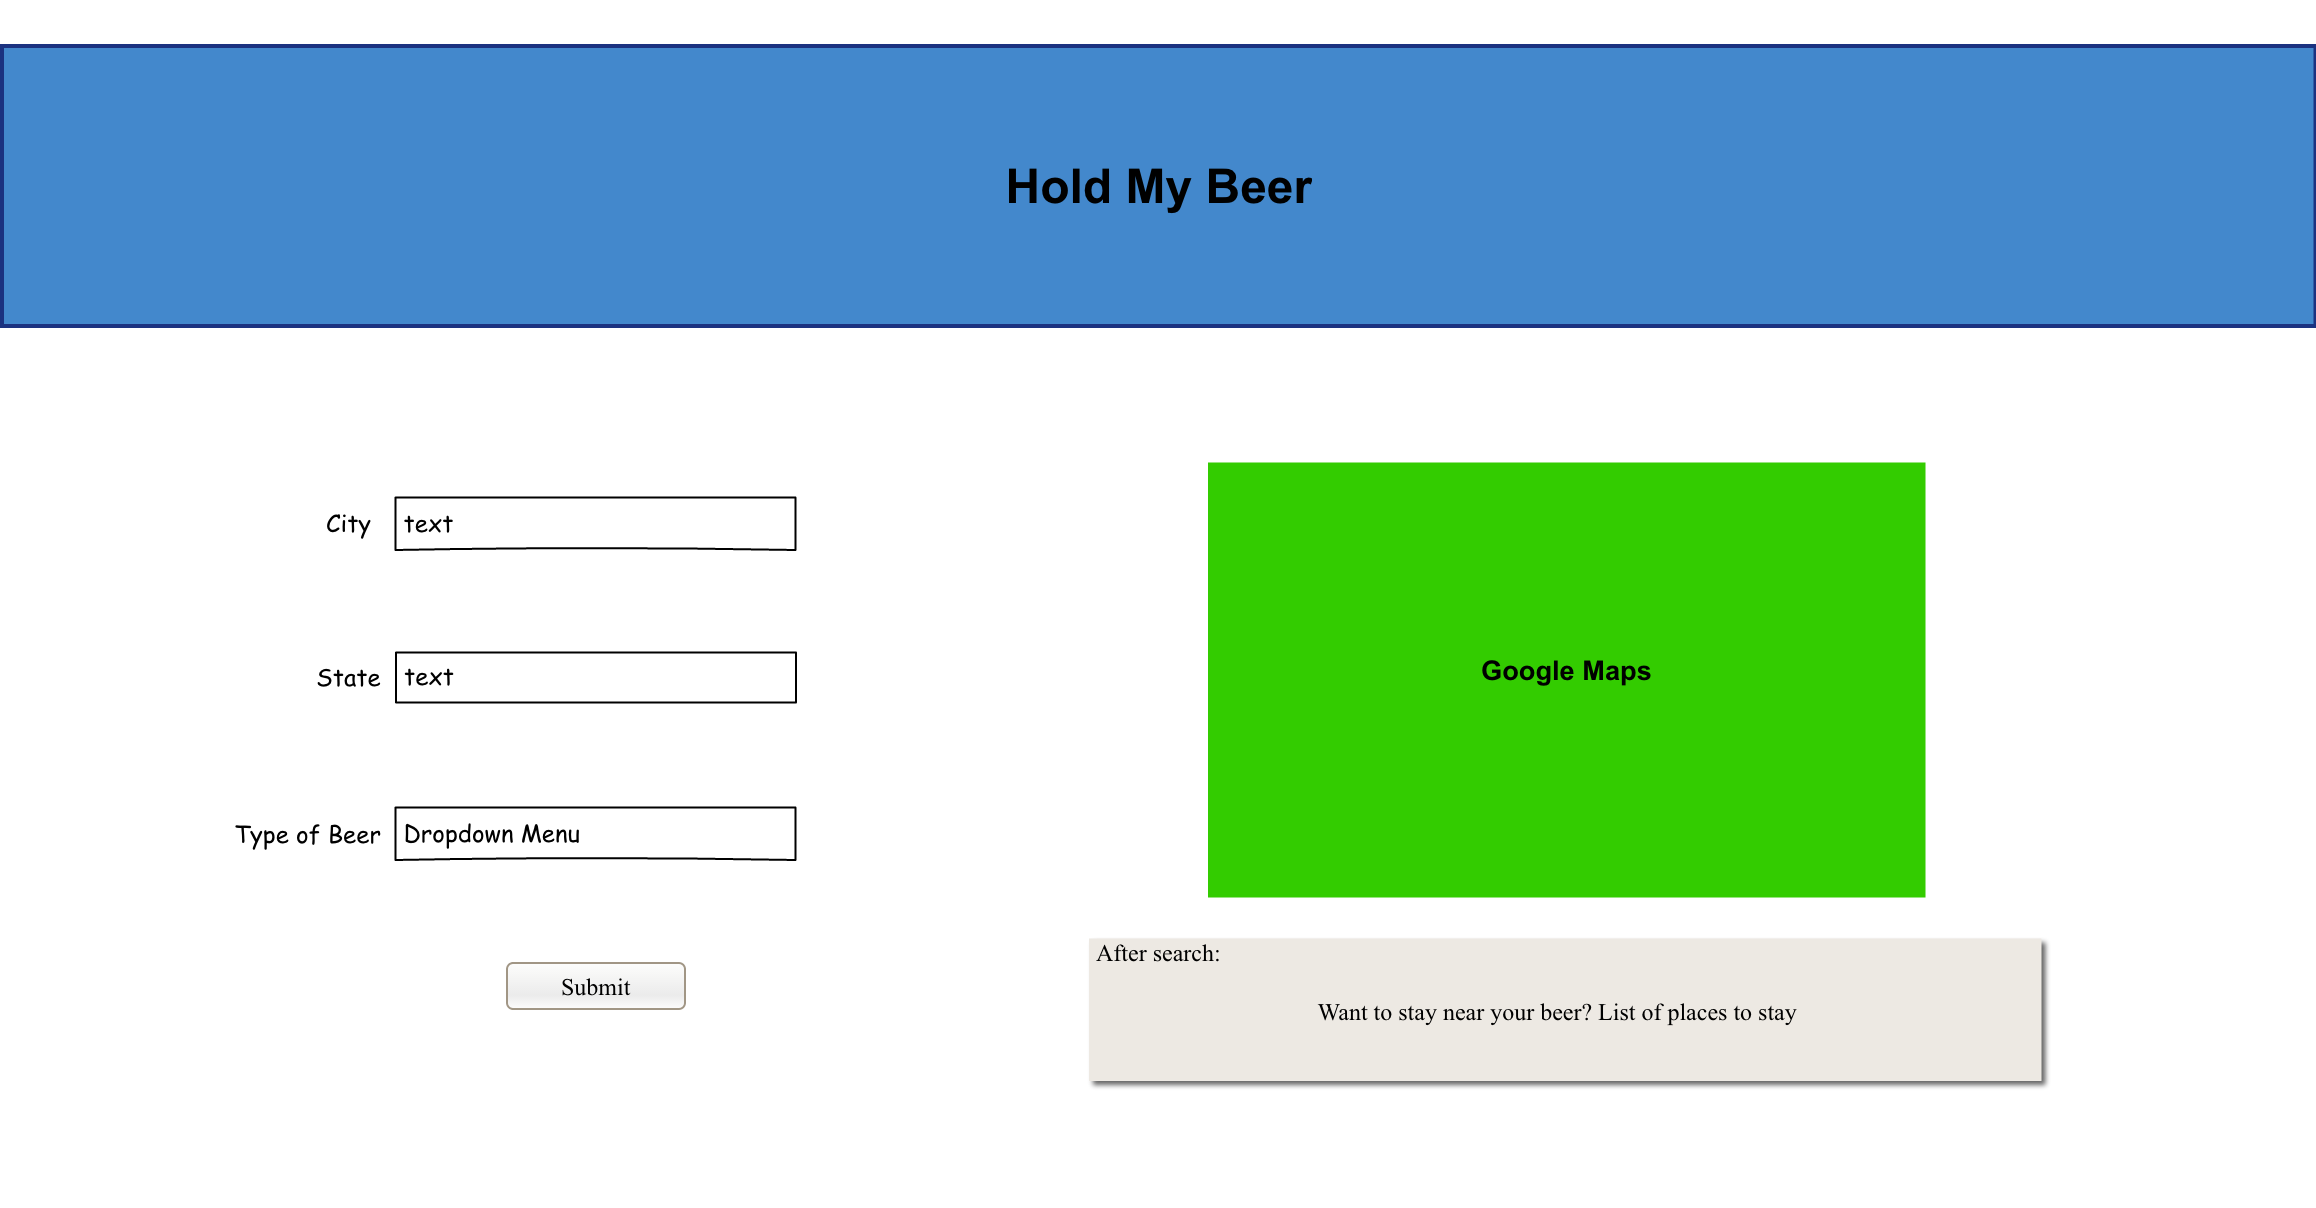 Hold My Beer
City
text
State
text
Type of Beer
Dropdown Menu
Submit
Google Maps
After search:
Want to stay near your beer? List of places to stay